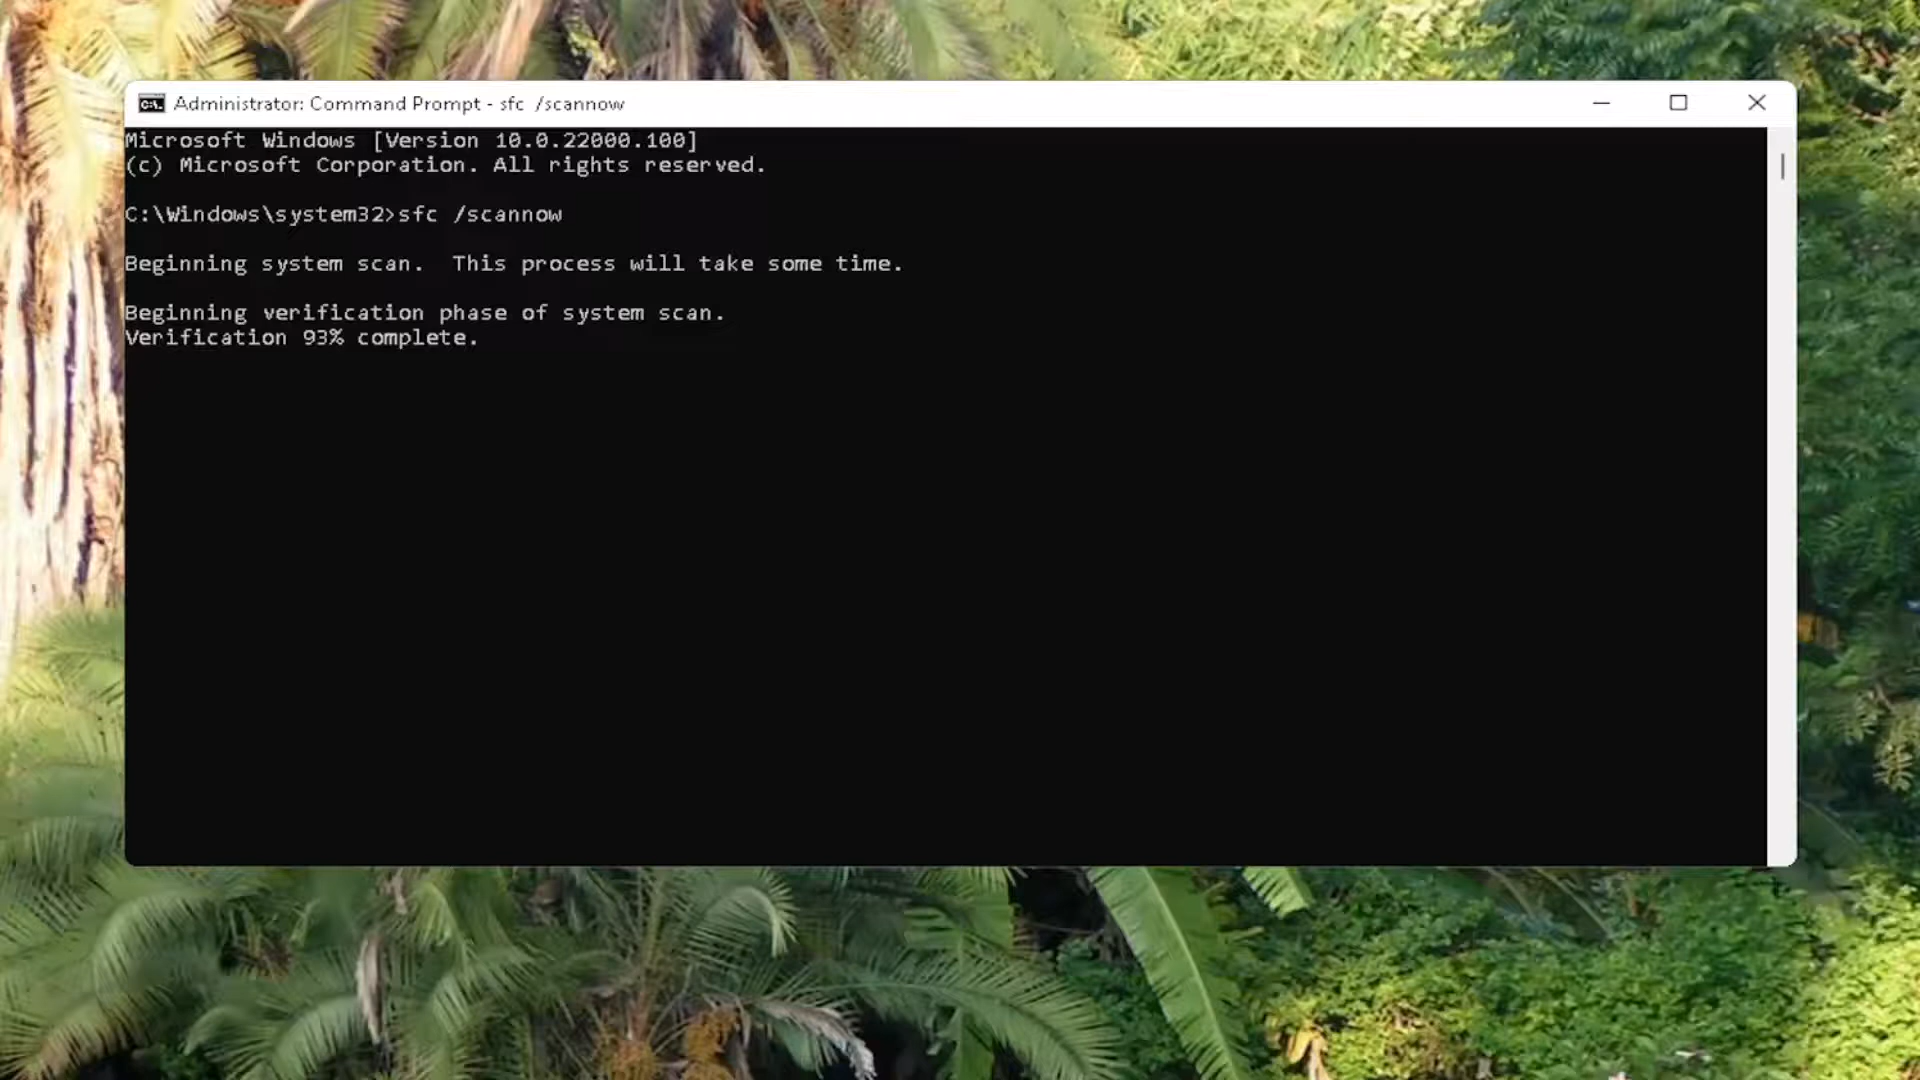 Administrator: Command Prompt - sfc  /scannow
Microsoft Windows [Version 10.0.22000.100]
(c) Microsoft Corporation. All rights reserved.
C:\Windows\system32>sfc /scannow
Beginning system scan.  This process will take some time.
Beginning verification phase of system scan.
Verification 93% complete.